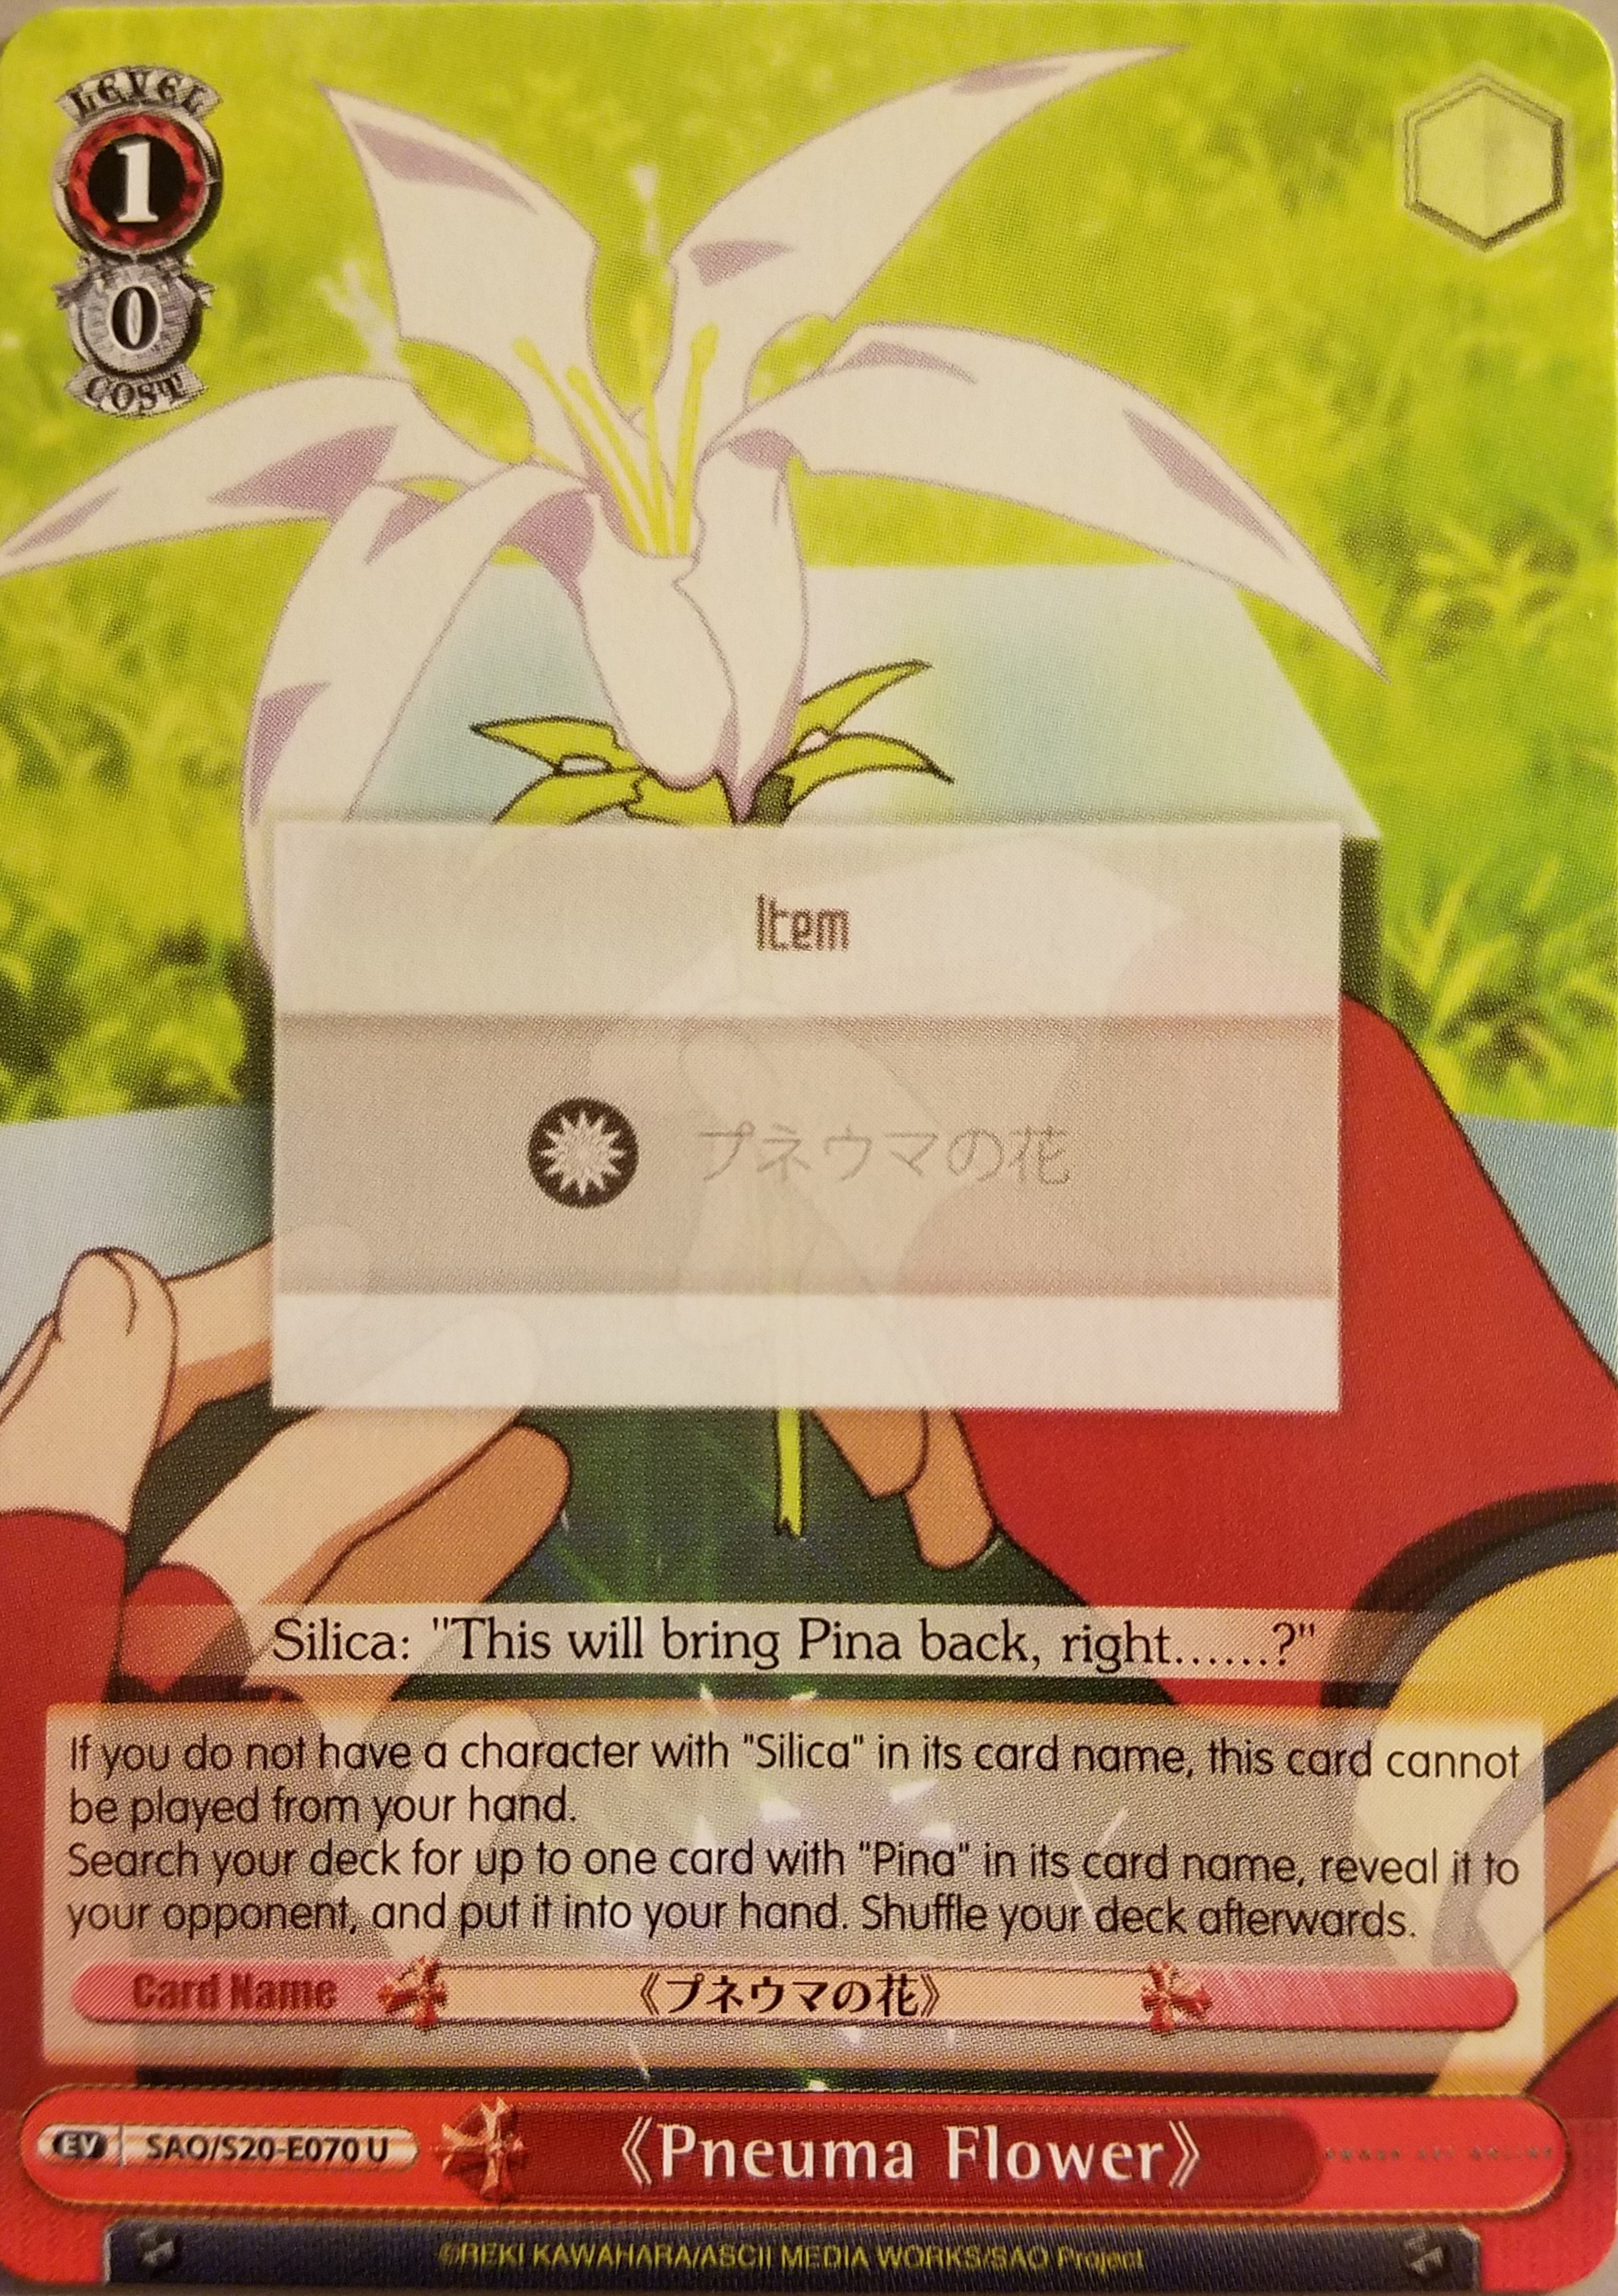 LEVEL
1
0
COST
Item
プネウマの花
Silica: "This will bring Pina back, right......?"
If you do not have a character with "Silica" in its card name, this card cannot
be played from your hand.
Search your deck for up to one card with "Pina" in its card name, reveal it to
your opponent, and put it into your hand. Shuffle your deck afterwards.
Card Name 《プネウマの花》
EV SAO/S20-E070 U 《Pneuma Flower》 SWORD ART ONLINE
©REKI KAWAHARA/ASCII MEDIA WORKS/SAO Project